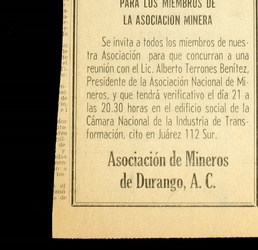 PARA LOS MIEMBROS DE
LA ASOCIACION MINERA
Se invita a todos los miembros de nues-
tra Asociación para que concurran a una
reunión con el Lic. Alberto Terrones Benítez,
Presidente de la Asociación Nacional de Mi-
neros, y que tendrá verificativo el día 21 a
las 20.30 horas en el edificio social de la
Cámara Nacional de la Industria de Trans-
formación, cito en Juárez 112 Sur.
Asociación de Mineros
de Durango, A. C.